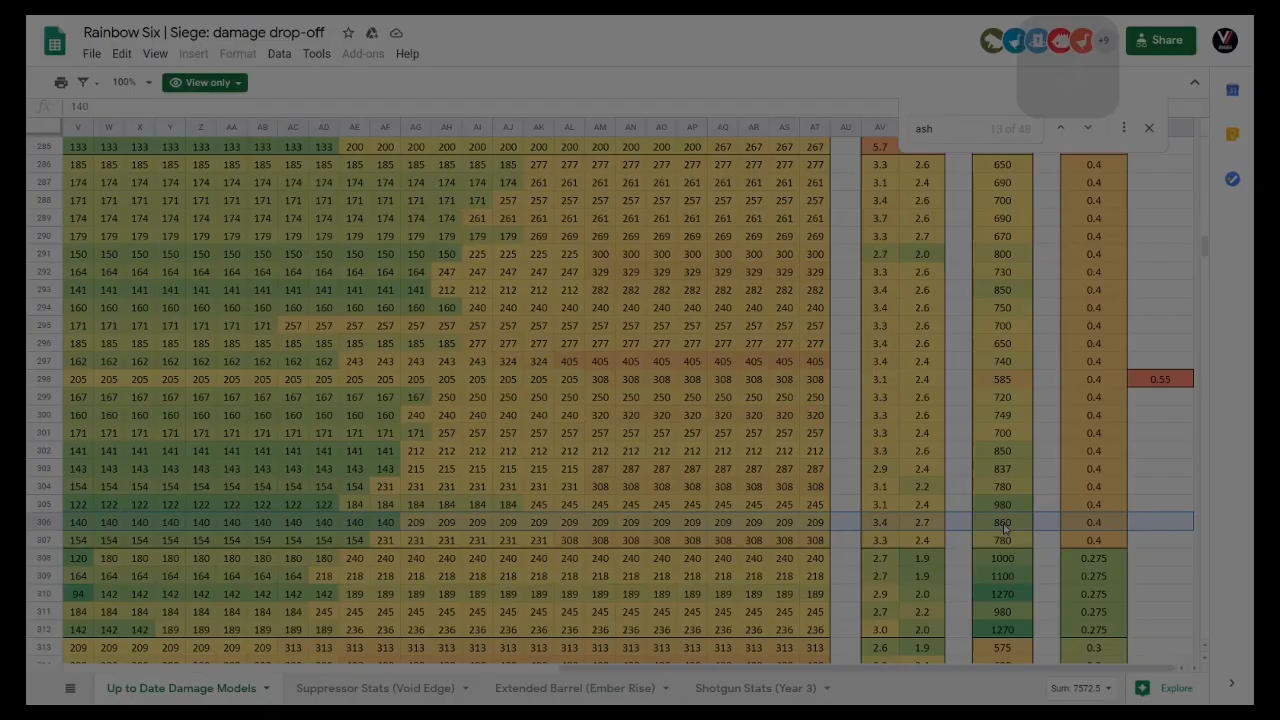 Rainbow Six | Siege: damage drop-off
File Edit View Insert Format Data Tools Add-ons Help
+9 Share
100% View only
fx 140
ash 13 of 48
V W X Y Z AA AB AC AD AE AF AG AH AI AJ AK AL AM AN AO AP AQ AR AS AT AU AV
285 133 133 133 133 133 133 133 133 133 200 200 200 200 200 200 200 200 200 200 200 200 267 267 267 267 5.7
286 185 185 185 185 185 185 185 185 185 185 185 185 185 185 185 277 277 277 277 277 277 277 277 277 277 3.3 2.6 650 0.4
287 174 174 174 174 174 174 174 174 174 174 174 174 174 174 174 261 261 261 261 261 261 261 261 261 261 3.1 2.4 690 0.4
288 171 171 171 171 171 171 171 171 171 171 171 171 171 171 257 257 257 257 257 257 257 257 257 257 257 3.4 2.6 700 0.4
289 174 174 174 174 174 174 174 174 174 174 174 174 174 261 261 261 261 261 261 261 261 261 261 261 261 3.7 2.6 690 0.4
290 179 179 179 179 179 179 179 179 179 179 179 179 179 179 179 269 269 269 269 269 269 269 269 269 269 3.3 2.7 670 0.4
291 150 150 150 150 150 150 150 150 150 150 150 150 150 225 225 225 225 300 300 300 300 300 300 300 300 2.7 2.0 800 0.4
292 164 164 164 164 164 164 164 164 164 164 164 164 247 247 247 247 247 329 329 329 329 329 329 329 329 3.3 2.6 730 0.4
293 141 141 141 141 141 141 141 141 141 141 141 141 212 212 212 212 212 282 282 282 282 282 282 282 282 3.3 2.6 850 0.4
294 160 160 160 160 160 160 160 160 160 160 160 160 160 240 240 240 240 240 240 240 240 240 240 240 240 3.3 2.6 750 0.4
295 171 171 171 171 171 171 171 257 257 257 257 257 257 257 257 257 257 257 257 257 257 257 257 257 257 3.3 2.6 700 0.4
296 185 185 185 185 185 185 185 185 185 185 185 185 185 277 277 277 277 277 277 277 277 277 277 277 277 3.3 2.6 650 0.4
297 162 162 162 162 162 162 162 162 162 243 243 243 243 243 324 324 405 405 405 405 405 405 405 405 405 3.4 2.4 740 0.4
298 205 205 205 205 205 205 205 205 205 205 205 205 205 205 205 205 205 308 308 308 308 308 308 308 308 3.1 2.4 585 0.4 0.55
299 167 167 167 167 167 167 167 167 167 167 167 167 250 250 250 250 250 250 250 250 250 250 250 250 250 3.3 2.6 720 0.4
300 160 160 160 160 160 160 160 160 160 160 160 240 240 240 240 240 240 320 320 320 320 320 320 320 320 3.3 2.6 749 0.4
301 171 171 171 171 171 171 171 171 171 171 171 171 257 257 257 257 257 257 257 257 257 257 257 257 257 3.3 2.4 700 0.4
302 141 141 141 141 141 141 141 141 141 141 141 212 212 212 212 212 212 282 282 282 282 282 282 282 282 3.3 2.6 850 0.4
303 143 143 143 143 143 143 143 143 143 143 143 215 215 215 215 215 215 287 287 287 287 287 287 287 287 2.9 2.4 837 0.4
304 154 154 154 154 154 154 154 154 154 154 231 231 231 231 231 231 308 308 308 308 308 308 308 308 308 3.1 2.2 780 0.4
305 122 122 122 122 122 122 122 122 122 184 184 184 184 184 184 245 245 245 245 245 245 245 245 245 245 3.1 2.4 980 0.4
306 140 140 140 140 140 140 140 140 140 140 140 209 209 209 209 209 209 209 209 209 209 209 209 209 209 3.4 2.7 860 0.4
307 154 154 154 154 154 154 154 154 154 154 231 231 231 231 231 231 308 308 308 308 308 308 308 308 308 3.3 2.4 780 0.4
308 120 180 180 180 180 180 180 180 180 240 240 240 240 240 240 240 240 240 240 240 240 240 240 240 240 2.7 1.9 1000 0.275
309 164 164 164 164 164 164 164 164 218 218 218 218 218 218 218 218 218 218 218 218 218 218 218 218 218 2.7 1.9 1100 0.275
310 94 142 142 142 142 142 142 142 142 189 189 189 189 189 189 189 189 189 189 189 189 189 189 189 189 2.9 2.0 1270 0.275
311 184 184 184 184 184 184 184 184 245 245 245 245 245 245 245 245 245 245 245 245 245 245 245 245 245 2.7 2.2 980 0.275
312 142 142 142 189 189 189 189 189 189 236 236 236 236 236 236 236 236 236 236 236 236 236 236 236 236 3.0 2.0 1270 0.275
313 209 209 209 209 209 209 209 313 313 313 313 313 313 313 313 313 313 313 313 313 313 313 313 313 313 2.6 1.9 575 0.3
Up to Date Damage Models Suppressor Stats (Void Edge) Extended Barrel (Ember Rise) Shotgun Stats (Year 3) Sum: 7572.5 Explore